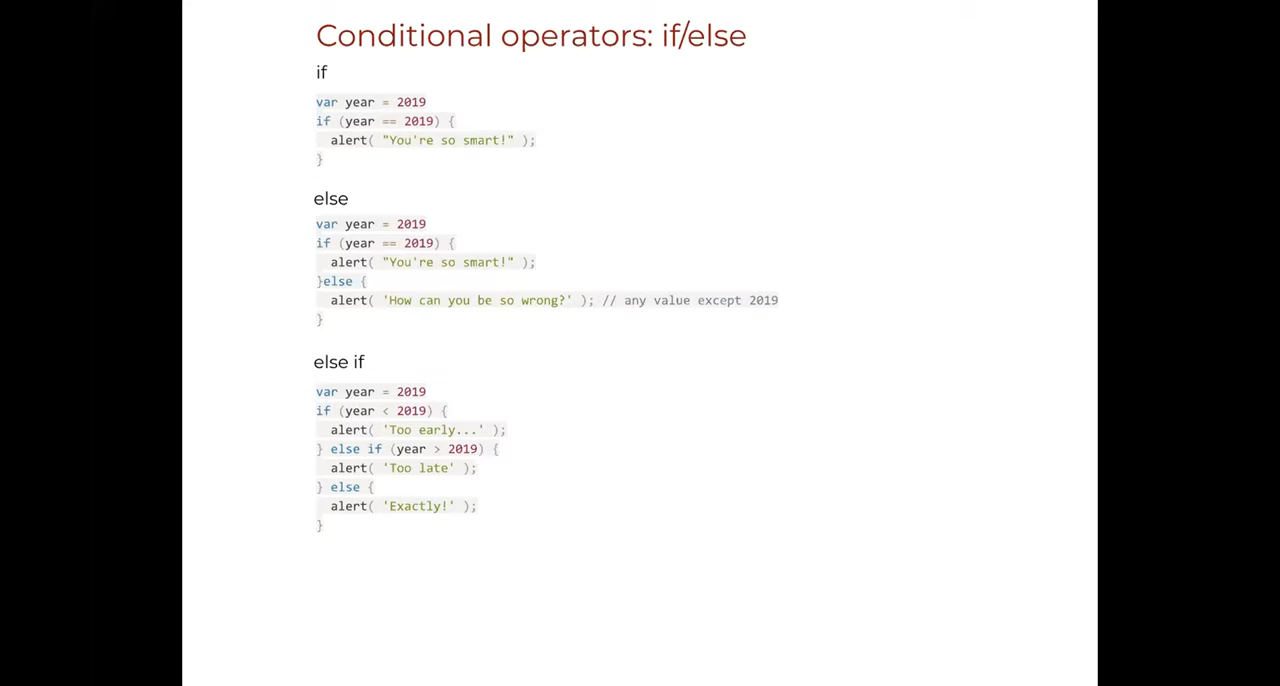 Conditional operators: if/else
if
var year = 2019
if (year == 2019) {
  alert( "You're so smart!" );
}
else
var year = 2019
if (year == 2019) {
  alert( "You're so smart!" );
}else {
  alert( 'How can you be so wrong?' ); // any value except 2019
}
else if
var year = 2019
if (year < 2019) {
  alert( 'Too early...' );
} else if (year > 2019) {
  alert( 'Too late' );
} else {
  alert( 'Exactly!' );
}